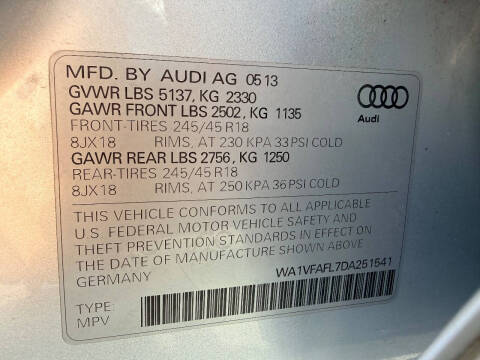 MFD. BY AUDI AG 05 13
GVWR LBS 5137, KG 2330
GAWR FRONT LBS 2502, KG 1135
FRONT-TIRES 245/45 R18
8JX18 RIMS, AT 230 KPA 33 PSI COLD
GAWR REAR LBS 2756, KG 1250
REAR-TIRES 245/45 R18
8JX18 RIMS, AT 250 KPA 36 PSI COLD
Audi
THIS VEHICLE CONFORMS TO ALL APPLICABLE
U.S. FEDERAL MOTOR VEHICLE SAFETY AND
THEFT PREVENTION STANDARDS IN EFFECT ON
THE DATE OF MANUFACTURE SHOWN ABOVE
GERMANY WA1VFAFL7DA251541
TYPE:
MPV